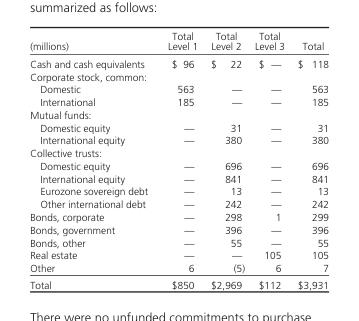 summarized as follows:
Total Total Total
(millions) Level 1 Level 2 Level 3 Total
Cash and cash equivalents $ 96 $ 22 $ — $ 118
Corporate stock, common:
Domestic 563 — — 563
International 185 — — 185
Mutual funds:
Domestic equity — 31 — 31
International equity — 380 — 380
Collective trusts:
Domestic equity — 696 — 696
International equity — 841 — 841
Eurozone sovereign debt — 13 — 13
Other international debt — 242 — 242
Bonds, corporate — 298 1 299
Bonds, government — 396 — 396
Bonds, other — 55 — 55
Real estate — — 105 105
Other 6 (5) 6 7
Total $850 $2,969 $112 $3,931
There were no unfunded commitments to purchase